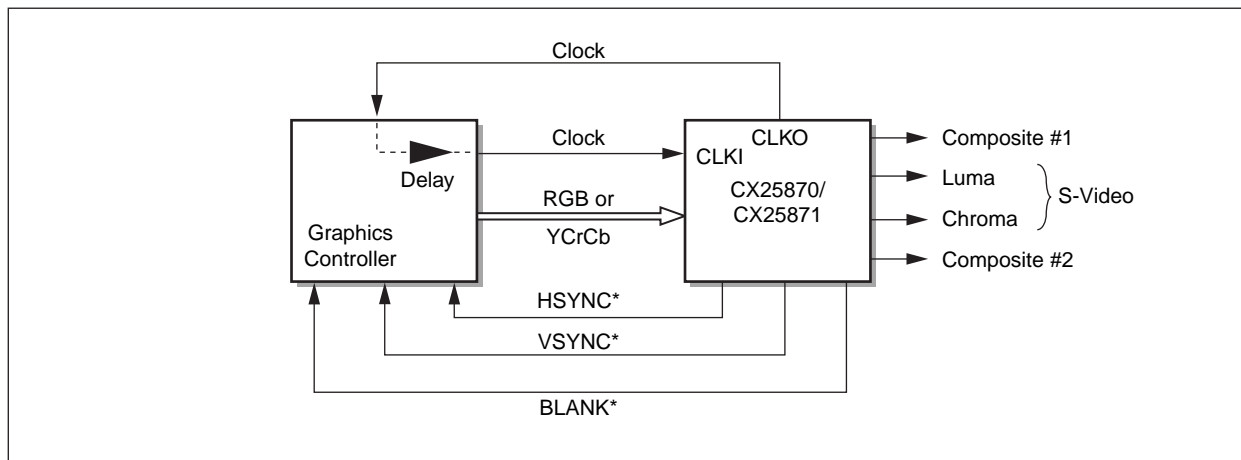 Clock
CLKO
Composite #1
Clock
CLKI
Luma
Delay
CX25870/
CX25871
S-Video
RGB or
YCrCb
Chroma
Graphics
Controller
Composite #2
HSYNC*
VSYNC*
BLANK*